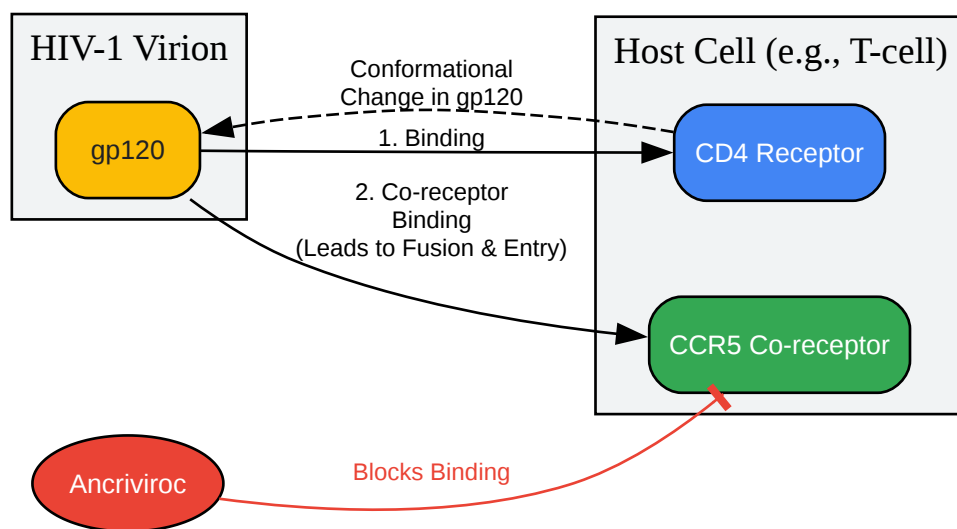 HIV-1 Virion
Host Cell (e.g., T-cell)
Conformational
Change in gp120
gp120
1. Binding
CD4 Receptor
2. Co-receptor
Binding
(Leads to Fusion & Entry)
CCR5 Co-receptor
Ancriviroc
Blocks Binding